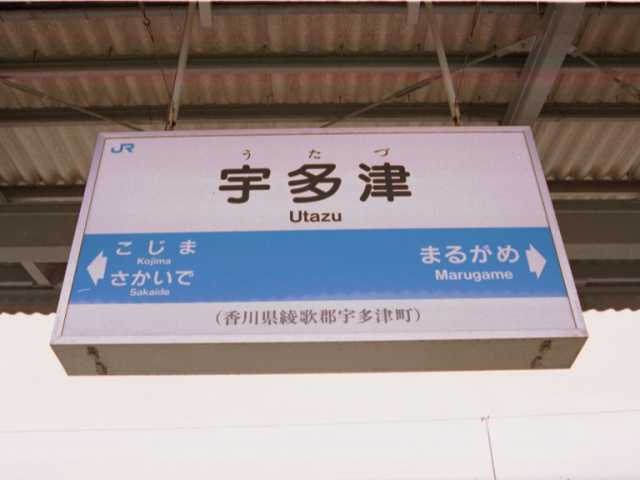 JR
うたづ
宇多津
Utazu
こじま
Kojima
さかいで
Sakaide
まるがめ
Marugame
(香川県綾歌郡宇多津町)